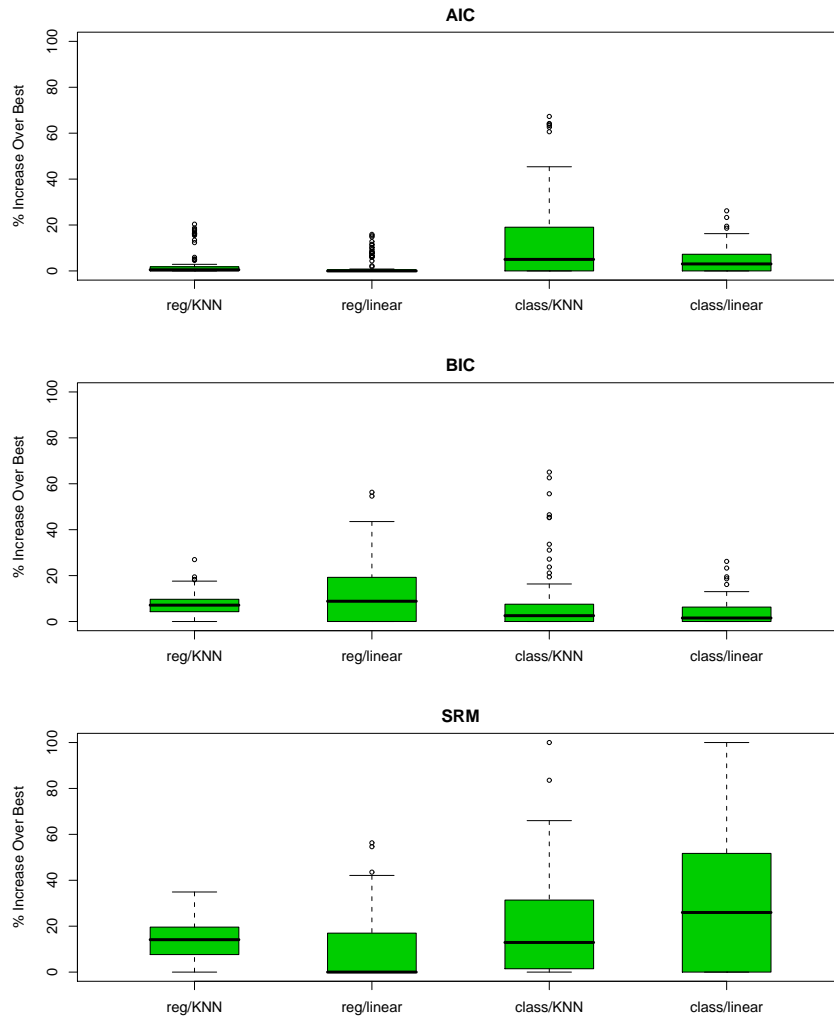 AIC
% Increase Over Best
100
80
60
40
20
0
reg/KNN reg/linear class/KNN class/linear
BIC
% Increase Over Best
100
80
60
40
20
0
reg/KNN reg/linear class/KNN class/linear
SRM
% Increase Over Best
100
80
60
40
20
0
reg/KNN reg/linear class/KNN class/linear